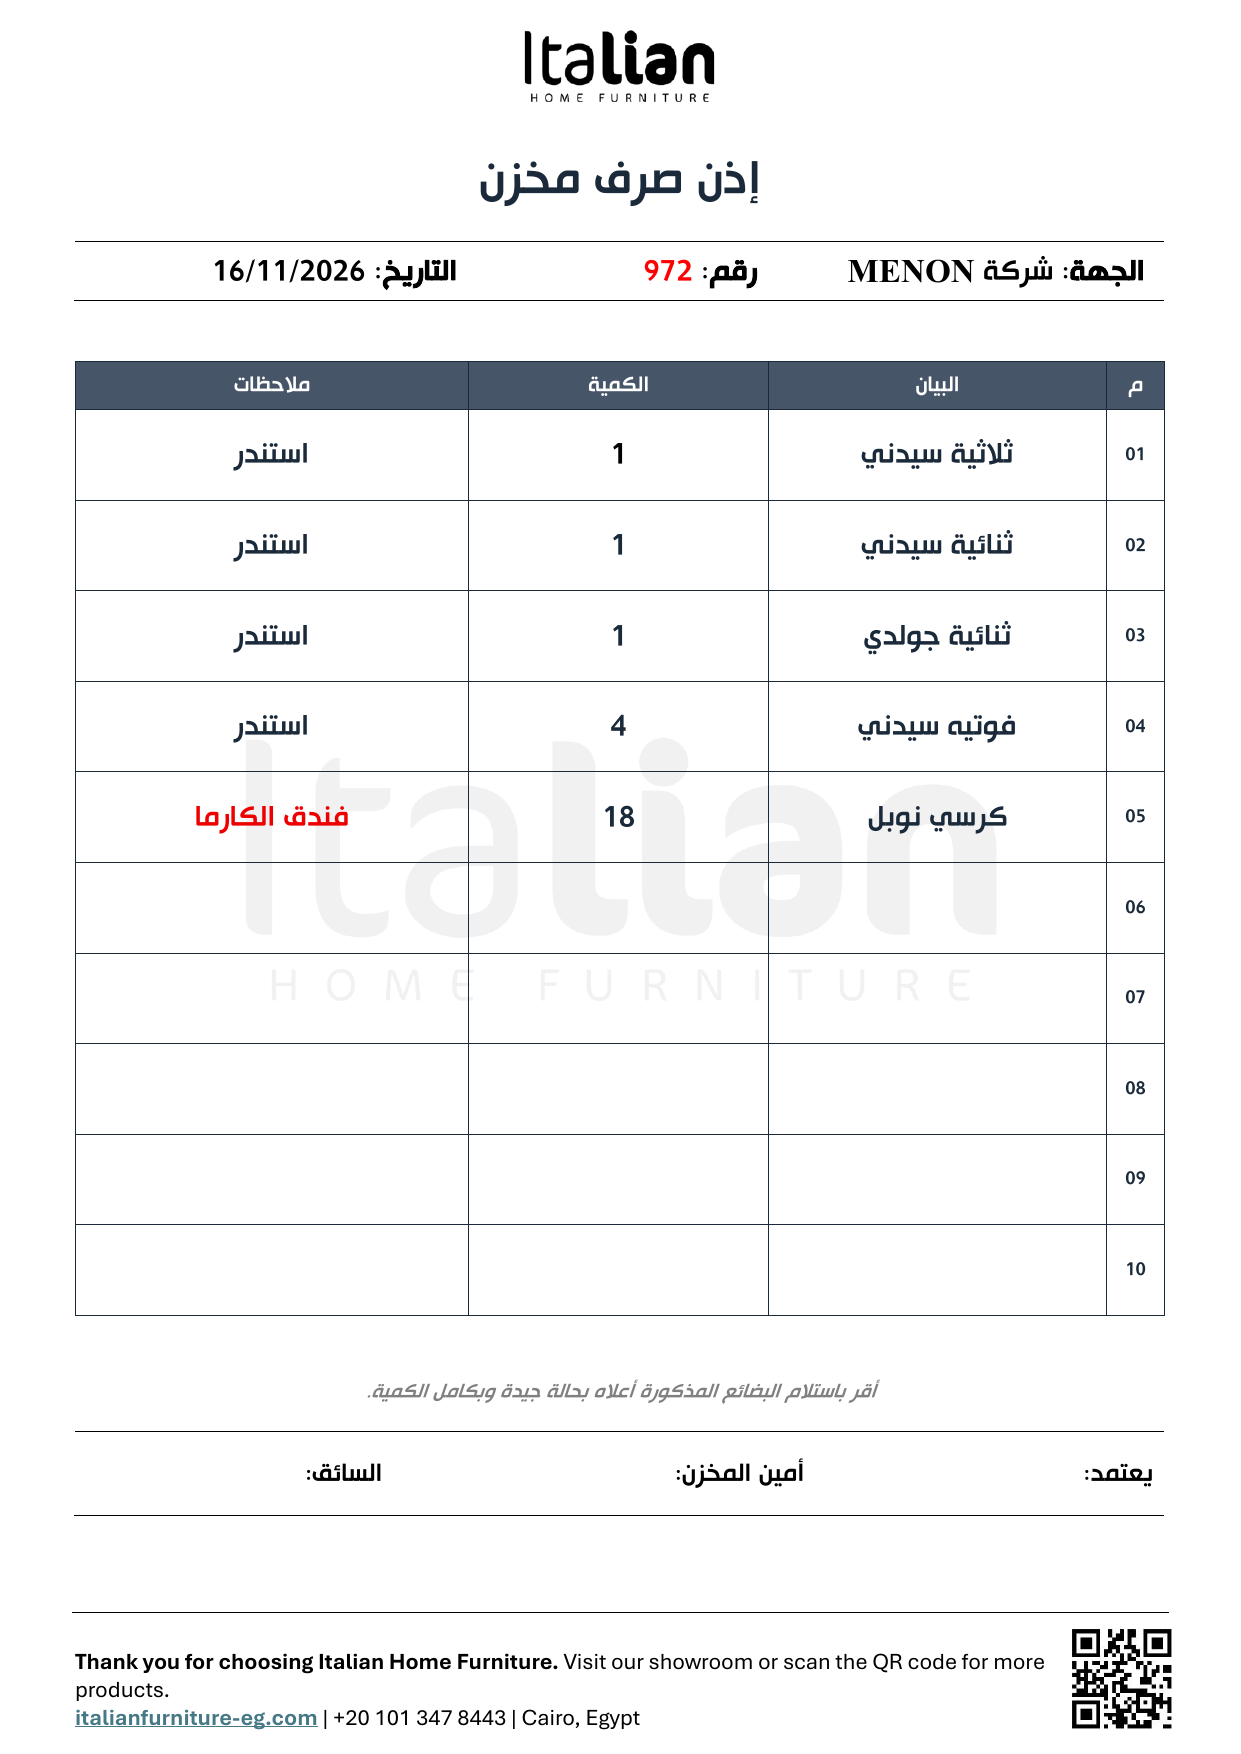 Italian
HOME FURNITURE
إذن صرف مخزن
الجهة: شركة MENON رقم: 972 التاريخ: 16/11/2026
م البيان الكمية ملاحظات
01 ثلاثية سيدني 1 استندر
02 ثنائية سيدني 1 استندر
03 ثنائية جولدي 1 استندر
04 فوتيه سيدني 4 استندر
05 كرسي نوبل 18 فندق الكارما
06
07
08
09
10
Italian
HOME FURNITURE
أقر باستلام البضائع المذكورة أعلاه بحالة جيدة وبكامل الكمية.
يعتمد: أمين المخزن: السائق:
Thank you for choosing Italian Home Furniture. Visit our showroom or scan the QR code for more
products.
italianfurniture-eg.com | +20 101 347 8443 | Cairo, Egypt